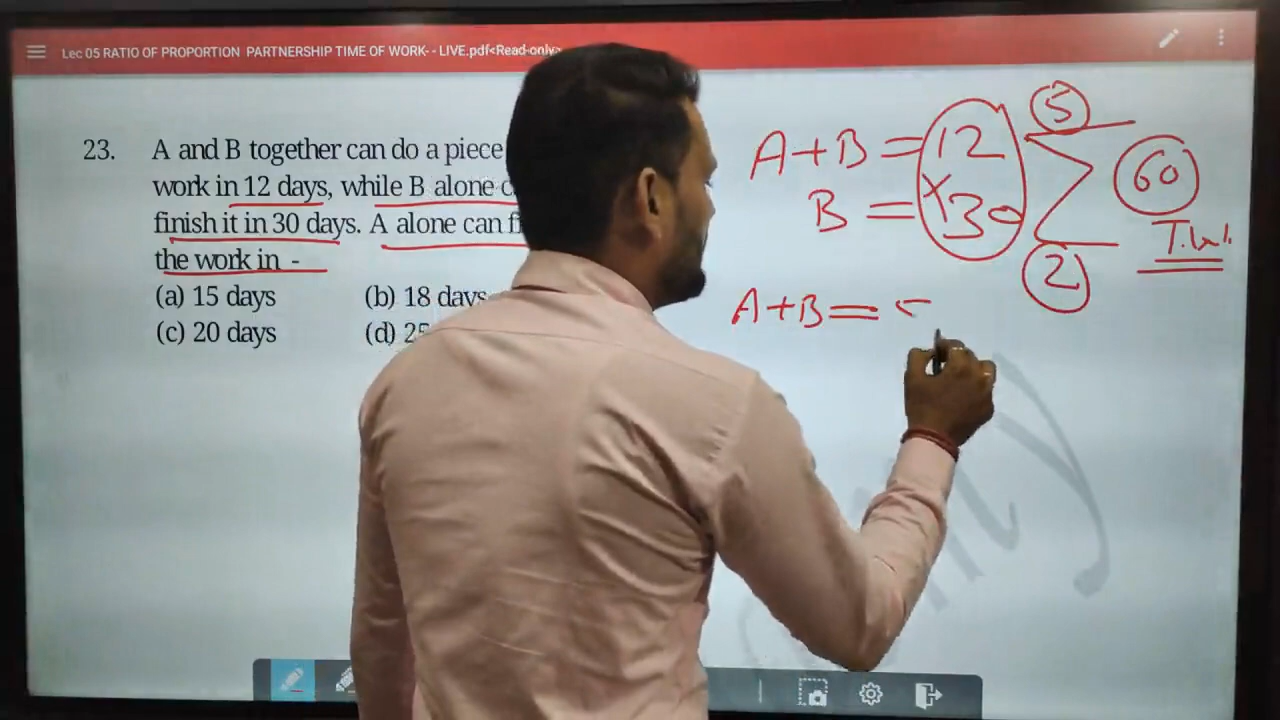 Lec 05 RATIO OF PROPORTION PARTNERSHIP TIME OF WORK- - LIVE.pdf<Read-only>
23. A and B together can do a piece
work in 12 days, while B alone
finish it in 30 days. A alone can
the work in -
(a) 15 days (b) 18 days
(c) 20 days (d)
A+B = 12 5
60
B = × 30 2
T.W.
A+B =